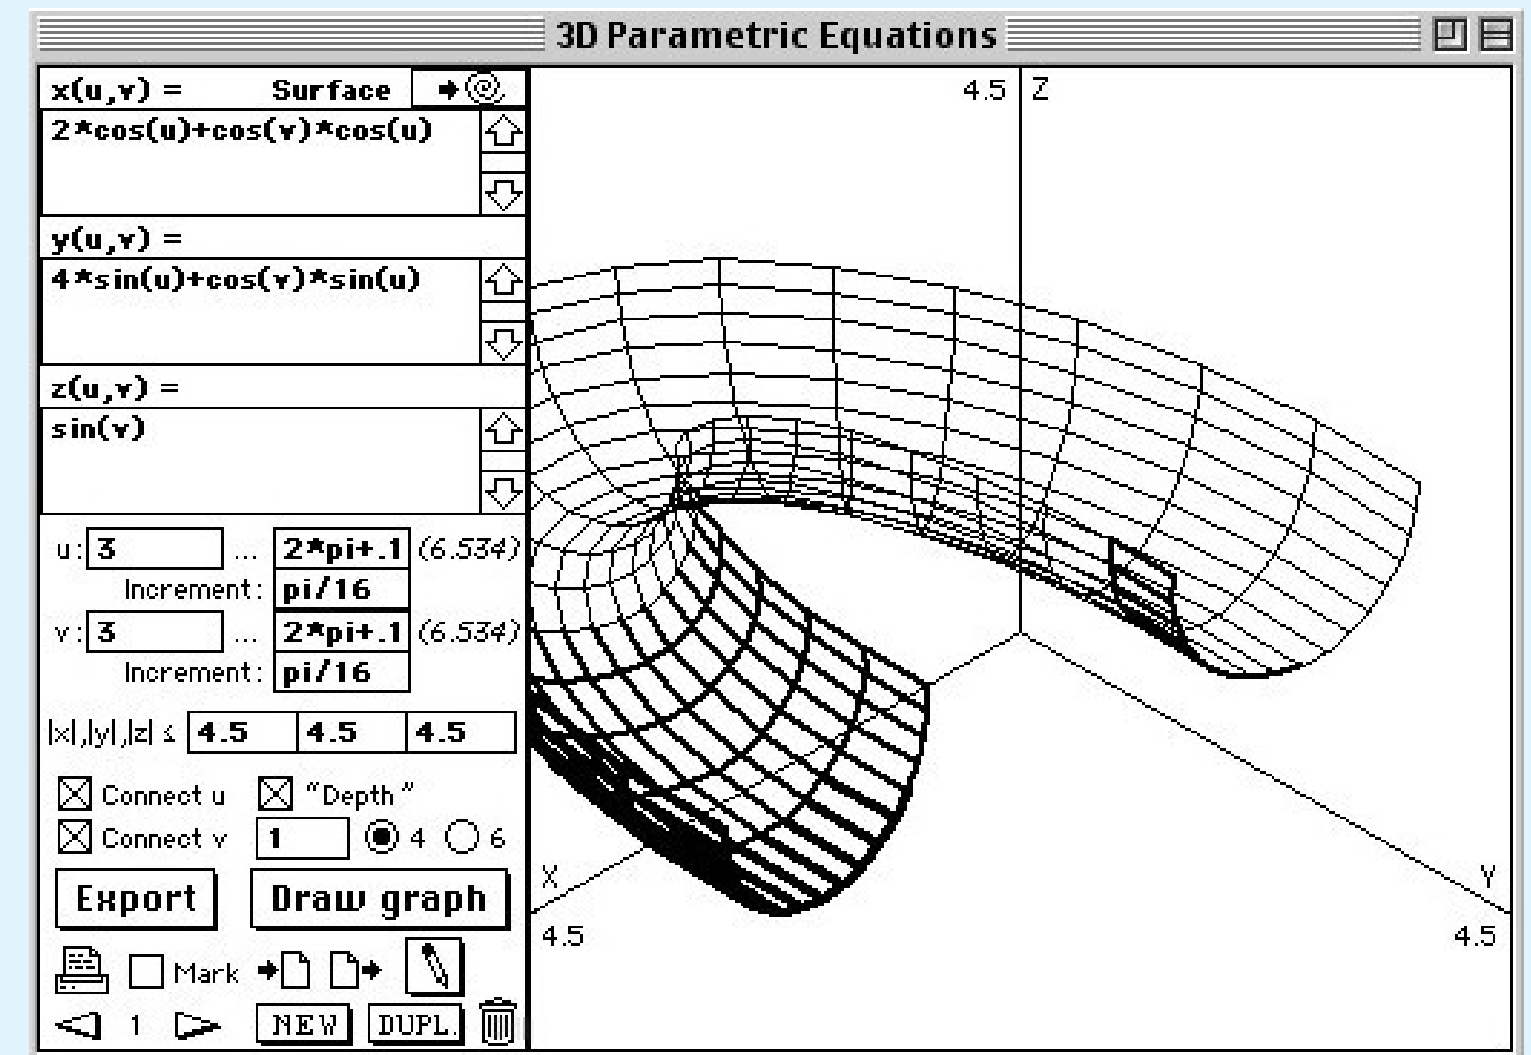 3D Parametric Equations
x(u,v) = Surface
2*cos(u)+cos(v)*cos(u)
y(u,v) =
4*sin(u)+cos(v)*sin(u)
z(u,v) =
sin(v)
u: 3 ... 2*pi+.1 (6.534)
Increment: pi/16
v: 3 ... 2*pi+.1 (6.534)
Increment: pi/16
|x|,|y|,|z| ≤ 4.5 4.5 4.5
Connect u "Depth"
Connect v 1 4 6
Export Draw graph
Mark
1 NEW DUPL.
4.5 Z
X Y
4.5 4.5